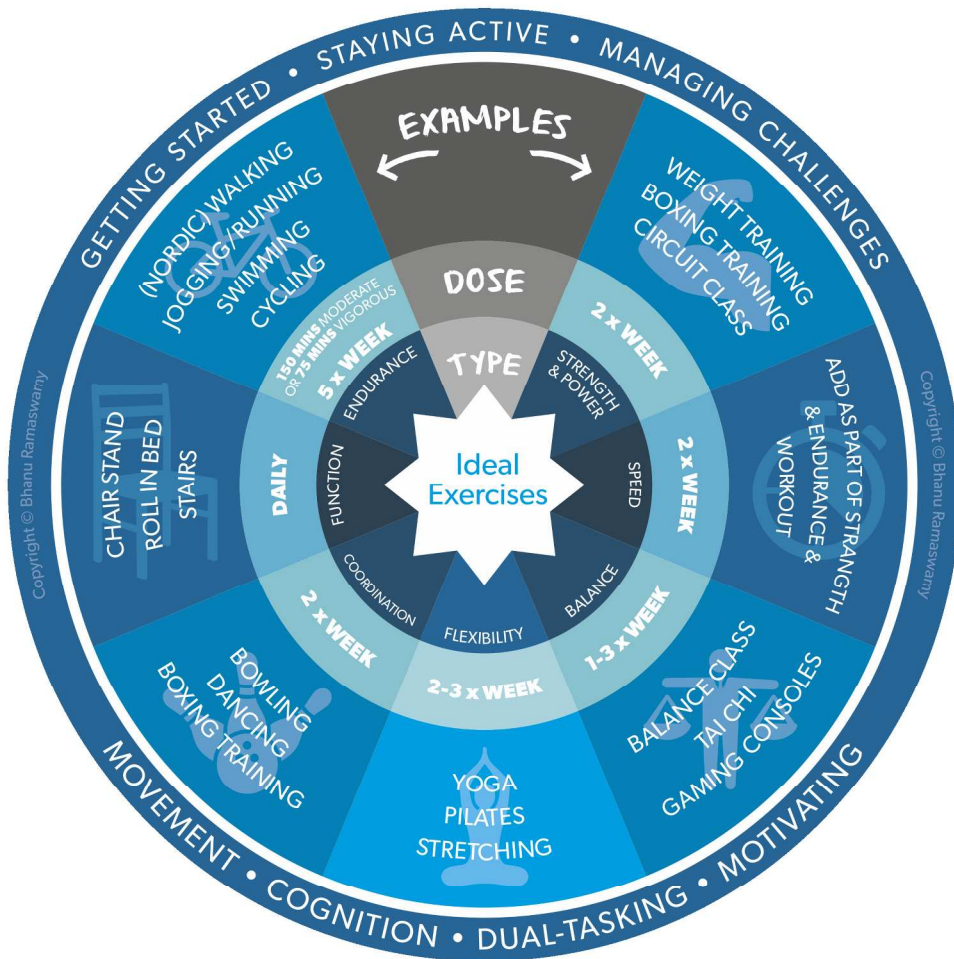 GETTING STARTED • STAYING ACTIVE • MANAGING CHALLENGES
EXAMPLES
DOSE
TYPE
Ideal
Exercises
WEIGHT TRAINING
BOXING TRAINING
CIRCUIT CLASS
2 x WEEK
STRENGTH
& POWER
ADD AS PART OF STRANGTH
& ENDURANCE &
WORKOUT
2 x WEEK
SPEED
BALANCE CLASS
TAI CHI
GAMING CONSOLES
1-3 x WEEK
BALANCE
YOGA
PILATES
STRETCHING
2-3 x WEEK
FLEXIBILITY
BOWLING
DANCING
BOXING TRAINING
2 x WEEK
COORDINATION
CHAIR STAND
ROLL IN BED
STAIRS
DAILY
FUNCTION
(NORDIC) WALKING
JOGGING/RUNNING
SWIMMING
CYCLING
150 MINS MODERATE
OR 75 MINS VIGOROUS
5 x WEEK
ENDURANCE
MOVEMENT • COGNITION • DUAL-TASKING • MOTIVATING
Copyright © Bhanu Ramaswamy
Copyright © Bhanu Ramaswamy